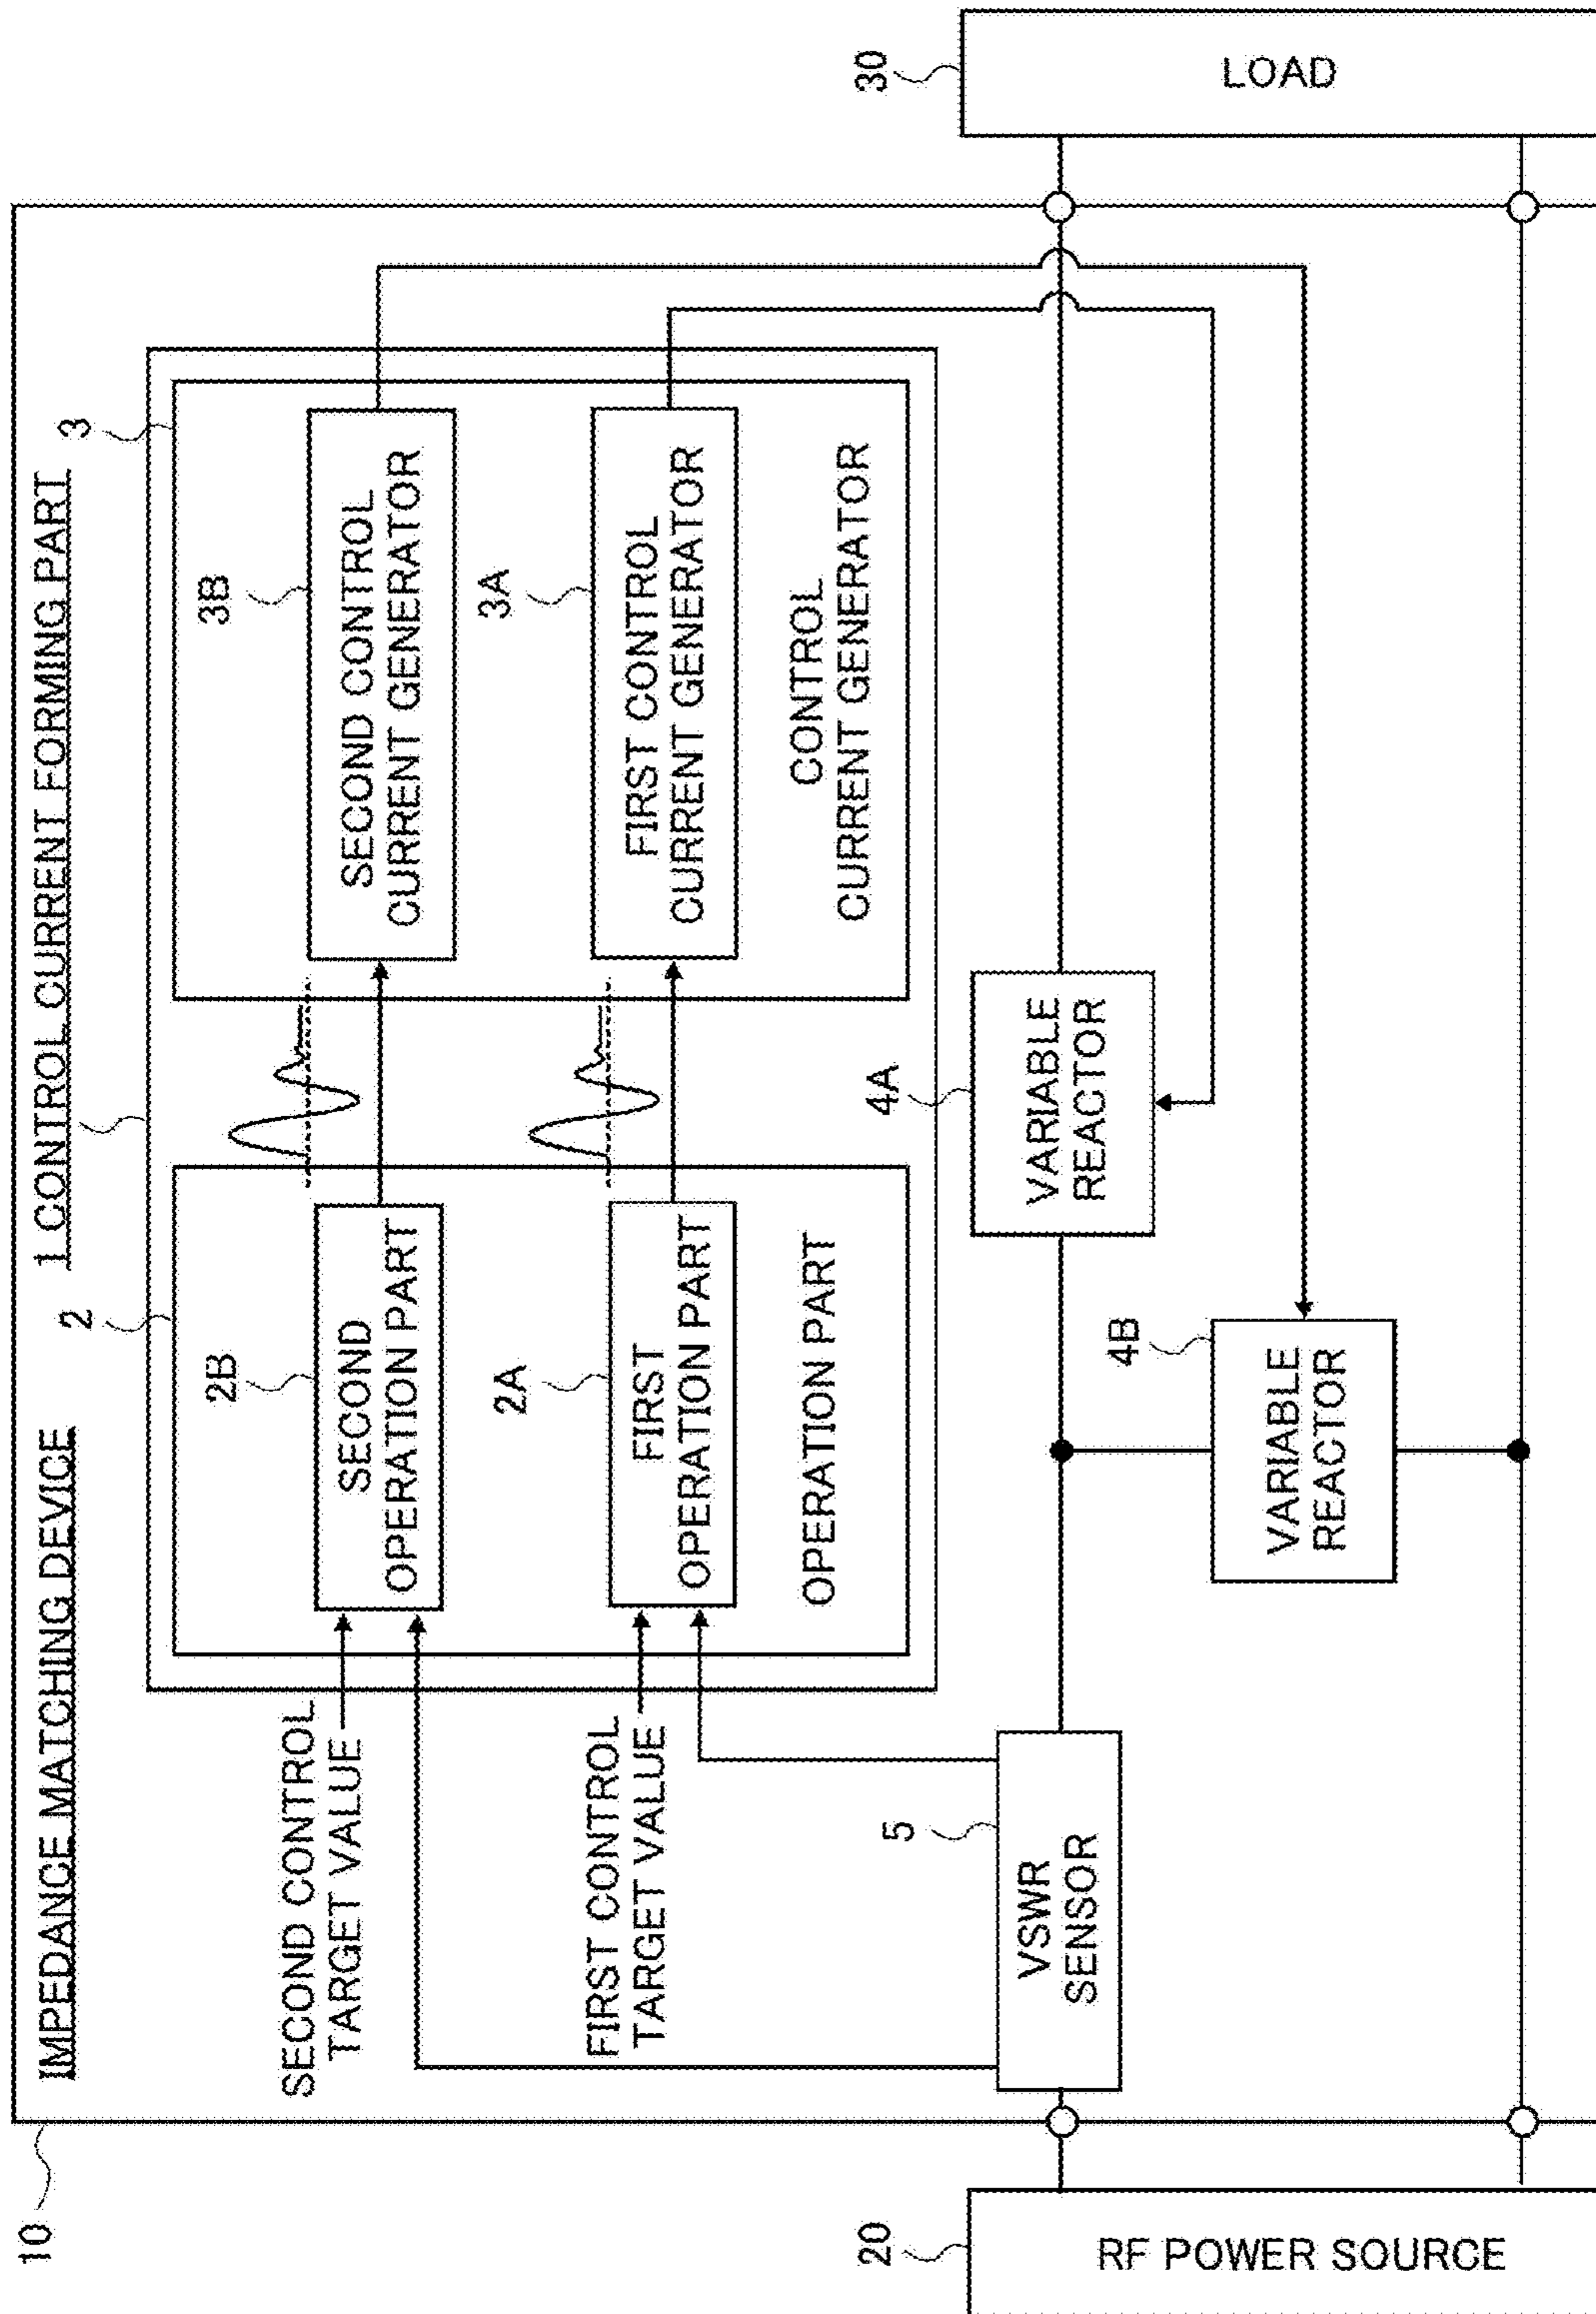 IMPEDANCE MATCHING DEVICE
10
1 CONTROL CURRENT FORMING PART
2
3
SECOND CONTROL
TARGET VALUE
2B
SECOND
OPERATION PART
3B
SECOND CONTROL
CURRENT GENERATOR
FIRST CONTROL
TARGET VALUE
2A
FIRST
OPERATION PART
3A
FIRST CONTROL
CURRENT GENERATOR
OPERATION PART
CONTROL
CURRENT GENERATOR
20
RF POWER SOURCE
5
VSWR
SENSOR
4A
VARIABLE
REACTOR
4B
VARIABLE
REACTOR
30
LOAD